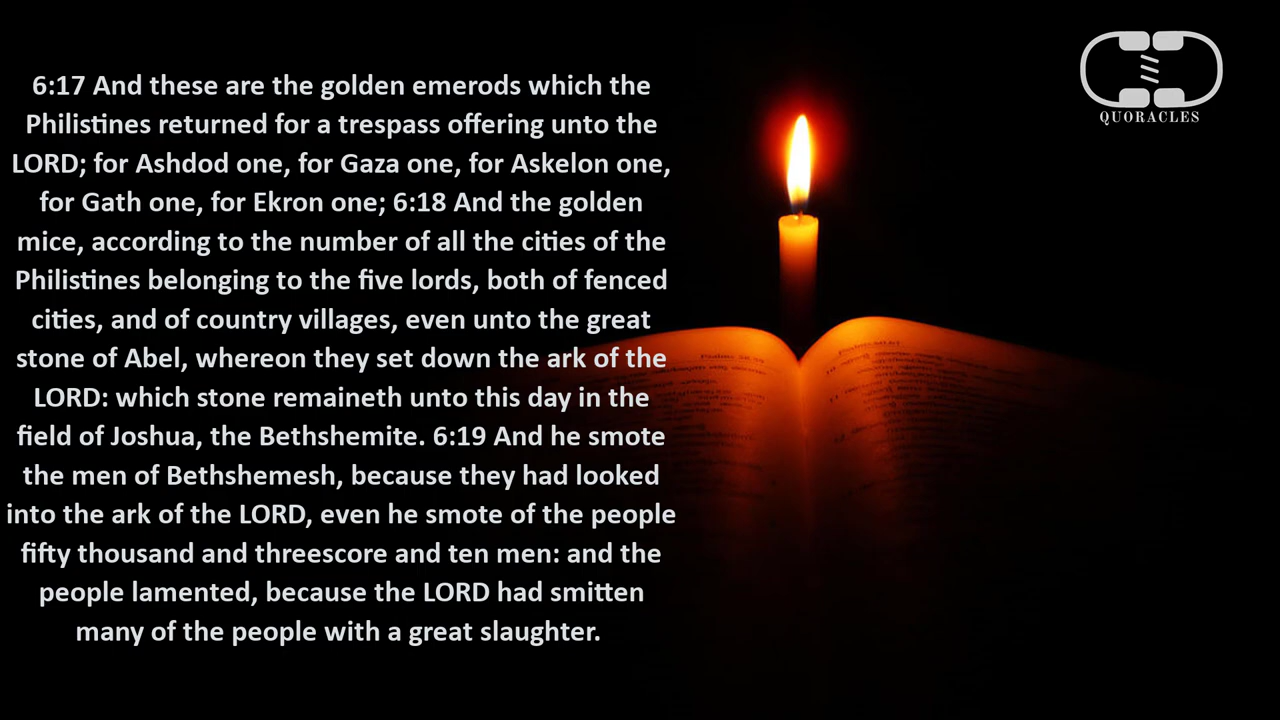 6:17 And these are the golden emerods which the
Philistines returned for a trespass offering unto the
LORD; for Ashdod one, for Gaza one, for Askelon one,
for Gath one, for Ekron one; 6:18 And the golden
mice, according to the number of all the cities of the
Philistines belonging to the five lords, both of fenced
cities, and of country villages, even unto the great
stone of Abel, whereon they set down the ark of the
LORD: which stone remaineth unto this day in the
field of Joshua, the Bethshemite. 6:19 And he smote
the men of Bethshemesh, because they had looked
into the ark of the LORD, even he smote of the people
fifty thousand and threescore and ten men: and the
people lamented, because the LORD had smitten
many of the people with a great slaughter.
QUORACLES